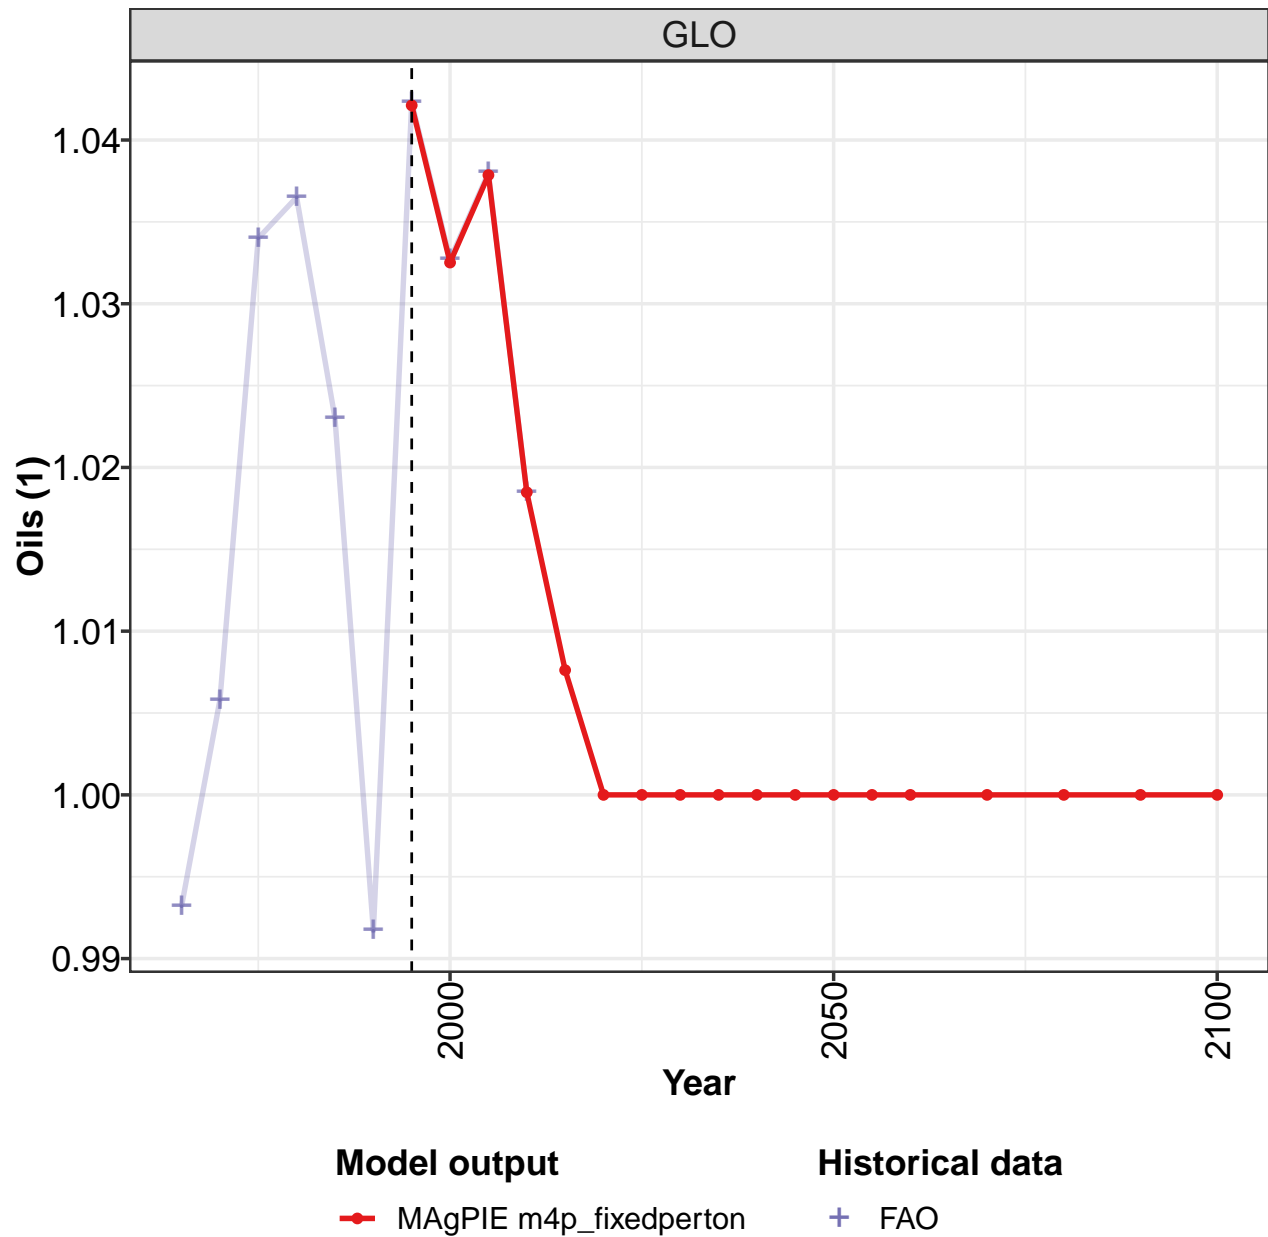 GLO
1.04
1.03
1.02
1.01
1.00
0.99
Oils (1)
2000
2050
2100
Year
Model output
Historical data
MAgPIE m4p_fixedperton
FAO